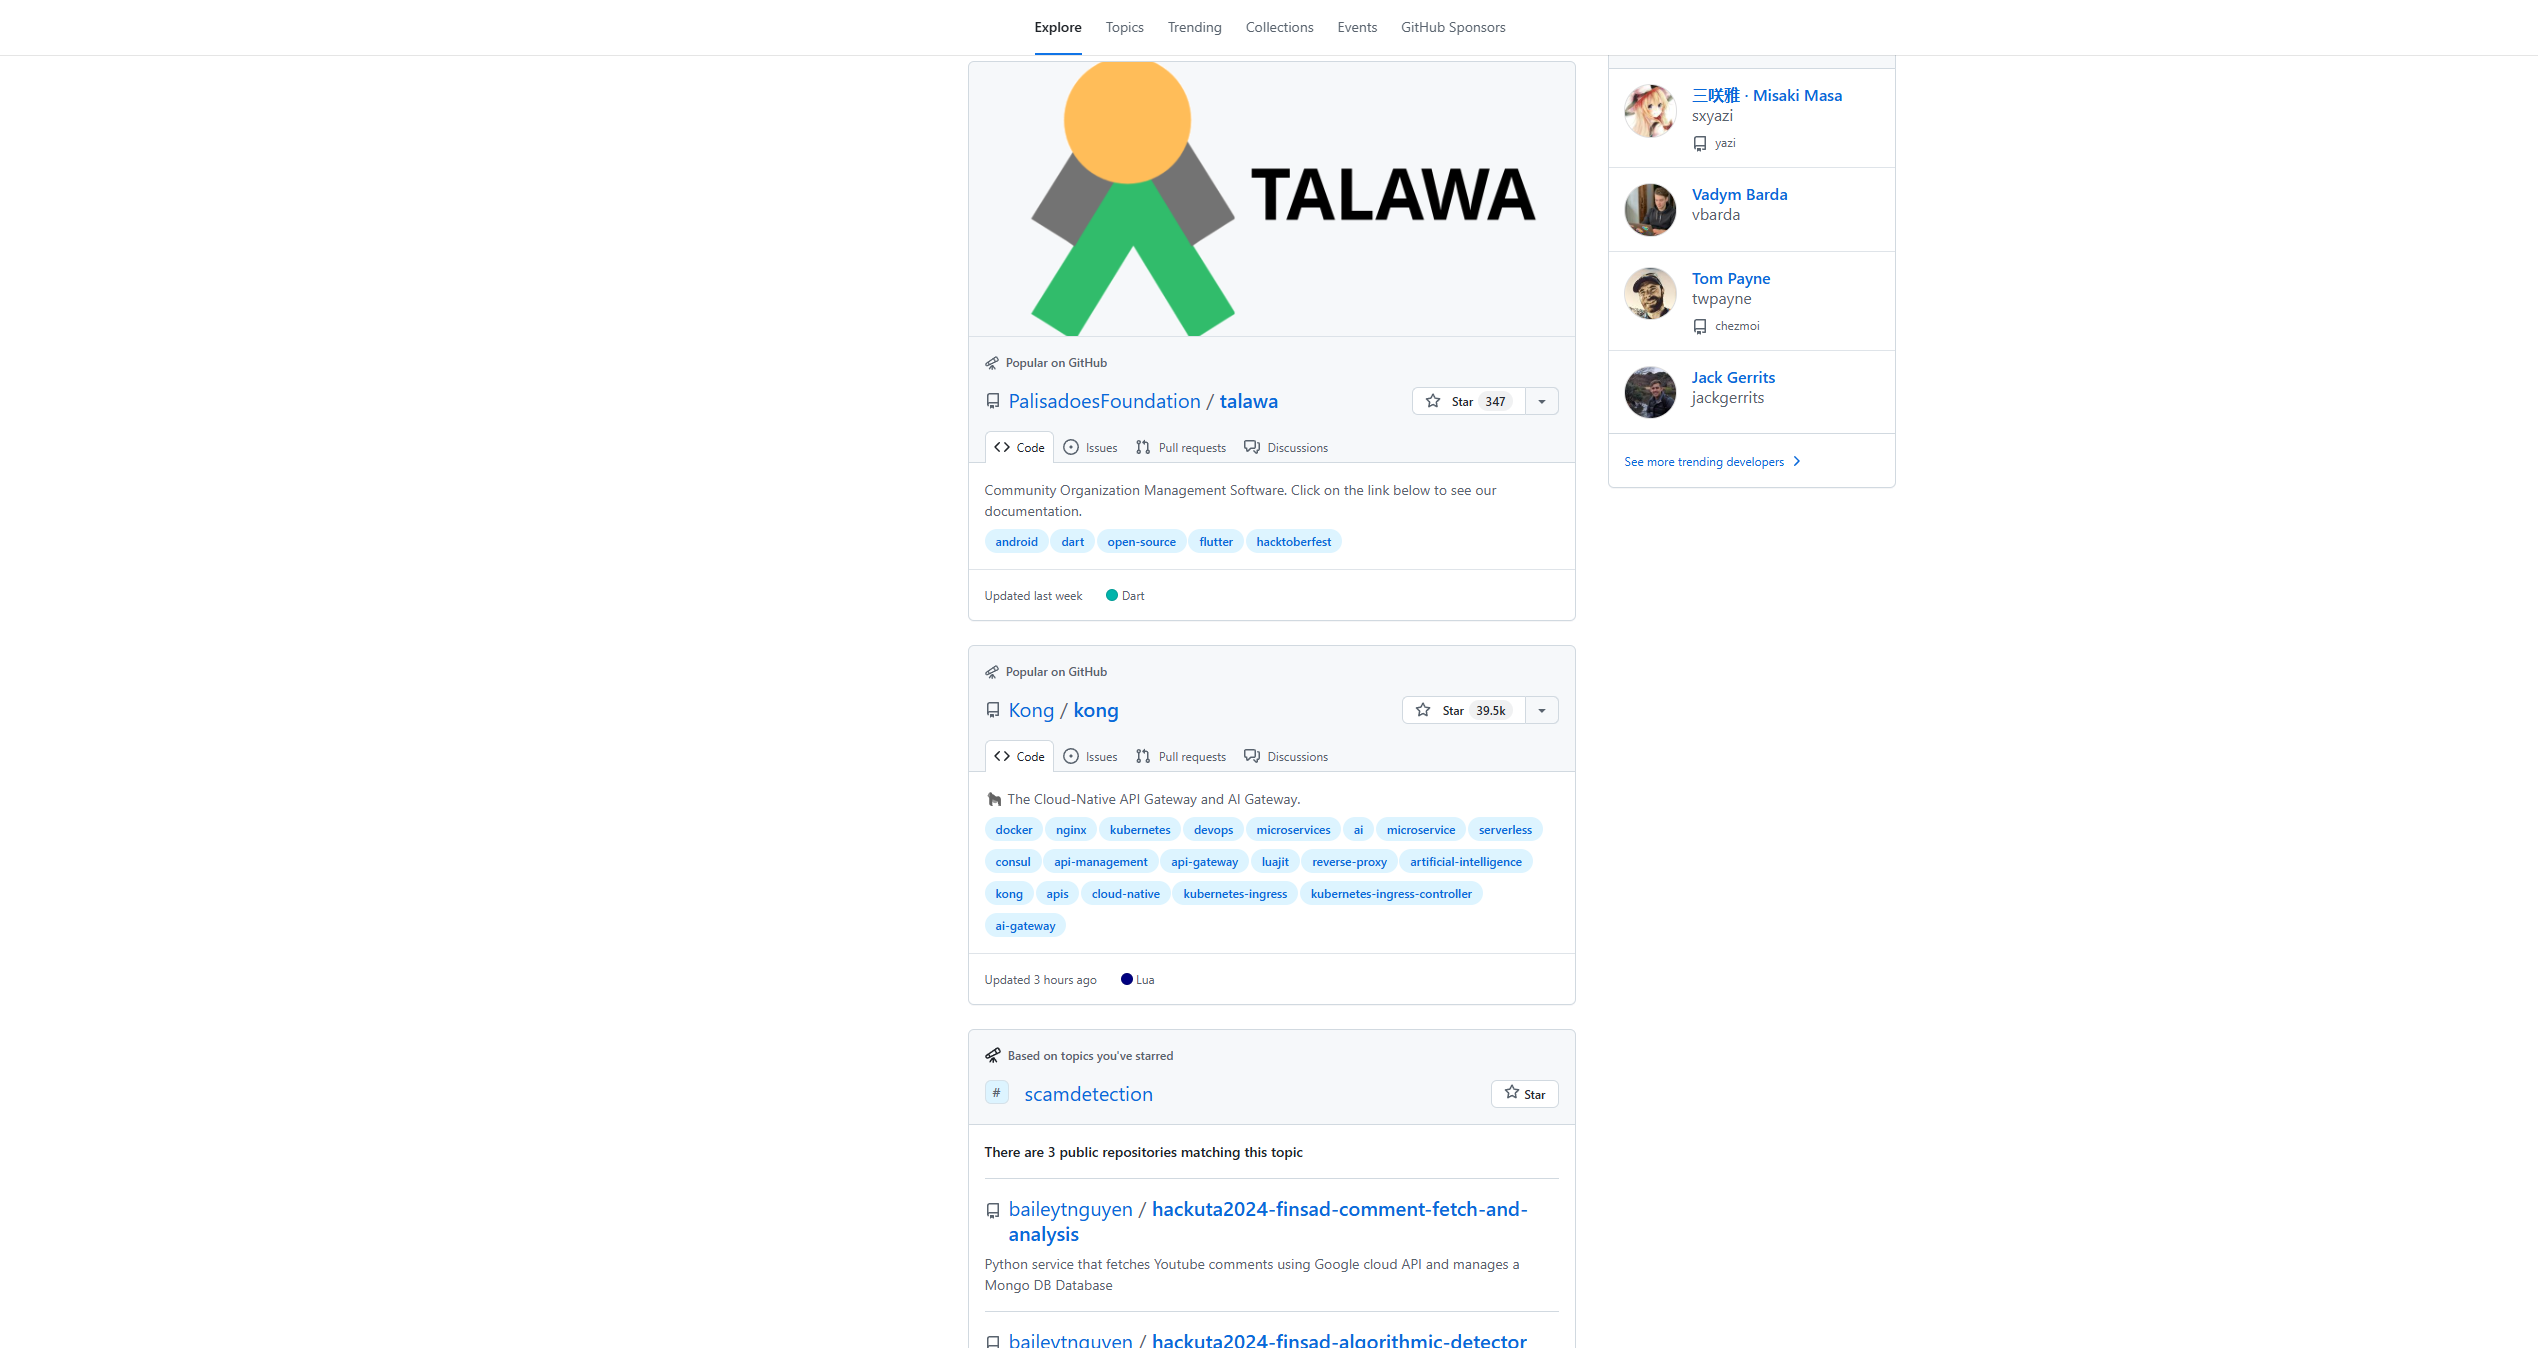 Explore Topics Trending Collections Events GitHub Sponsors
TALAWA
Popular on GitHub
PalisadoesFoundation / talawa
Star 347
Code Issues Pull requests Discussions
Community Organization Management Software. Click on the link below to see our
documentation.
android dart open-source flutter hacktoberfest
Updated last week Dart
Popular on GitHub
Kong / kong
Star 39.5k
Code Issues Pull requests Discussions
🦍 The Cloud-Native API Gateway and AI Gateway.
docker nginx kubernetes devops microservices ai microservice serverless
consul api-management api-gateway luajit reverse-proxy artificial-intelligence
kong apis cloud-native kubernetes-ingress kubernetes-ingress-controller
ai-gateway
Updated 3 hours ago Lua
Based on topics you've starred
# scamdetection
Star
There are 3 public repositories matching this topic
baileytnguyen / hackuta2024-finsad-comment-fetch-and-
analysis
Python service that fetches Youtube comments using Google cloud API and manages a
Mongo DB Database
baileytnguyen / hackuta2024-finsad-algorithmic-detector
三咲雅 · Misaki Masa
sxyazi
yazi
Vadym Barda
vbarda
Tom Payne
twpayne
chezmoi
Jack Gerrits
jackgerrits
See more trending developers